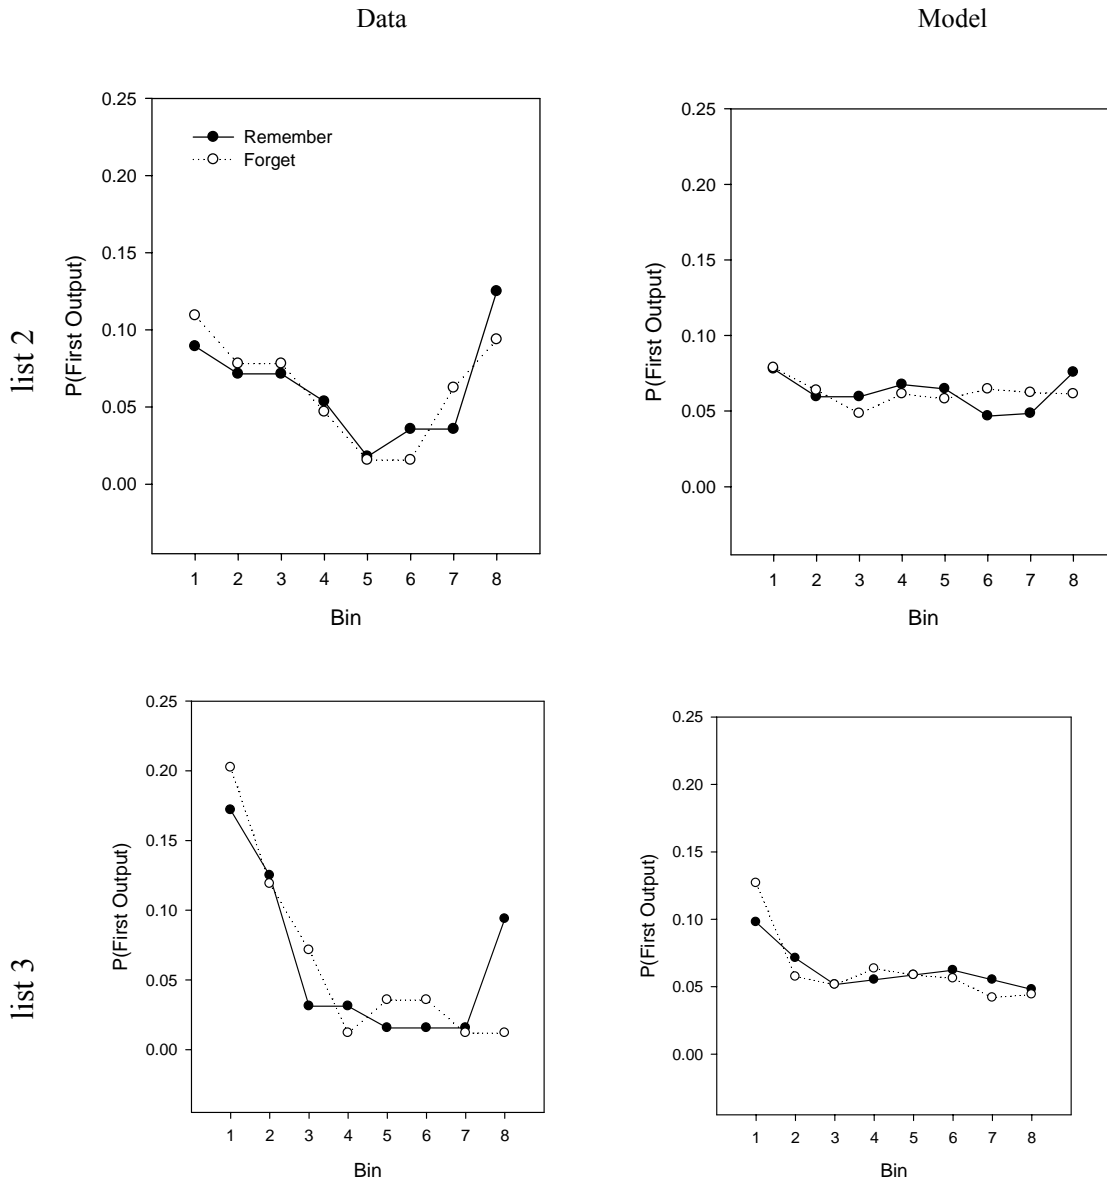 Data
Model
0.25
0.20
0.15
0.10
0.05
0.00
P(First Output)
Remember
Forget
1 2 3 4 5 6 7 8
Bin
0.25
0.20
0.15
0.10
0.05
0.00
P(First Output)
1 2 3 4 5 6 7 8
Bin
list 2
0.25
0.20
0.15
0.10
0.05
0.00
P(First Output)
1 2 3 4 5 6 7 8
Bin
0.25
0.20
0.15
0.10
0.05
0.00
P(First Output)
1 2 3 4 5 6 7 8
Bin
list 3